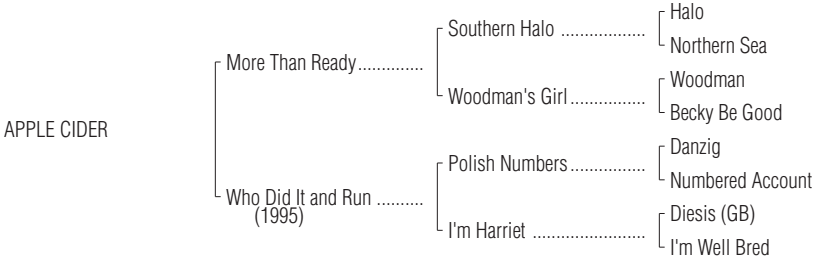 Halo
Southern Halo ...................
Northern Sea
More Than Ready..............
Woodman
Woodman's Girl ................
Becky Be Good
APPLE CIDER
Danzig
Polish Numbers................
Numbered Account
Who Did It and Run ..........
(1995)
Diesis (GB)
I'm Harriet ........................
I'm Well Bred